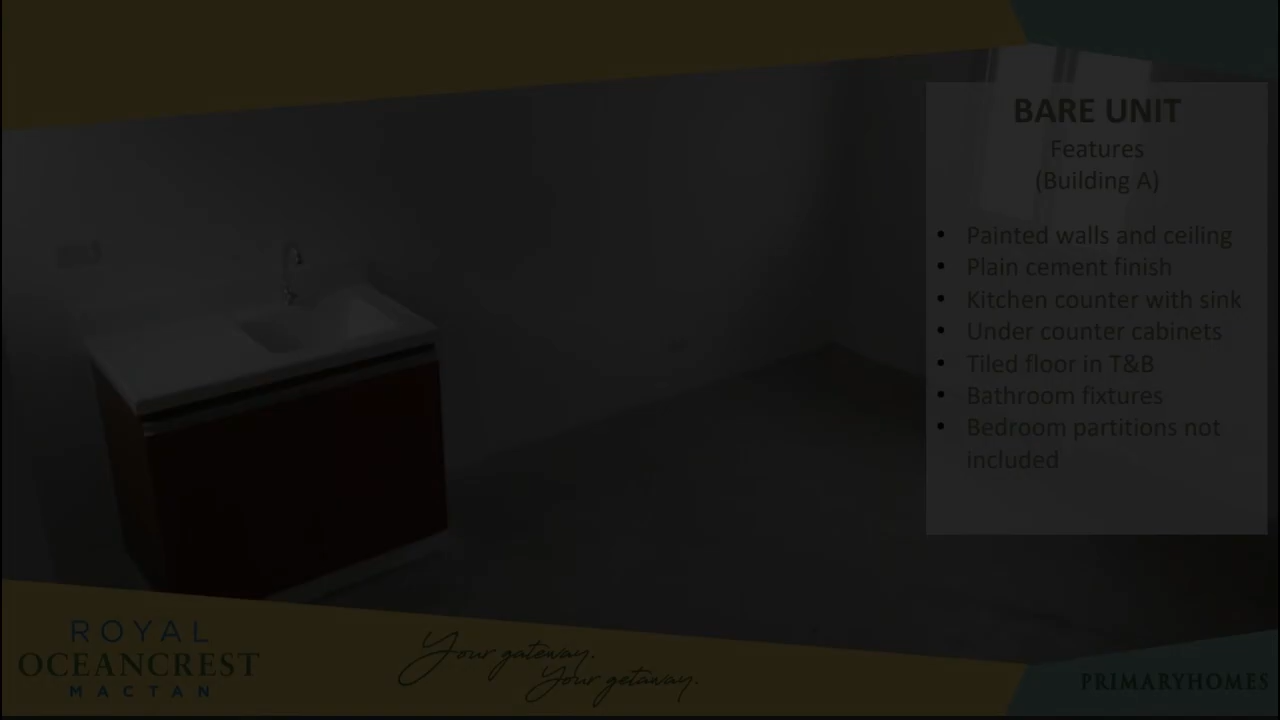 BARE UNIT
Features
(Building A)
• Painted walls and ceiling
• Plain cement finish
• Kitchen counter with sink
• Under counter cabinets
• Tiled floor in T&B
• Bathroom fixtures
• Bedroom partitions not
included
ROYAL
OCEANCREST
MACTAN
Your gateway.
Your getaway.
PRIMARYHOMES